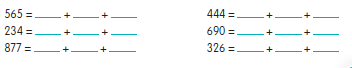 565 = ____ + ____ + ____
234 = ____ + ____ + ____
877 = ____ + ____ + ____
444 = ____ + ____ + ____
690 = ____ + ____ + ____
326 = ____ + ____ + ____